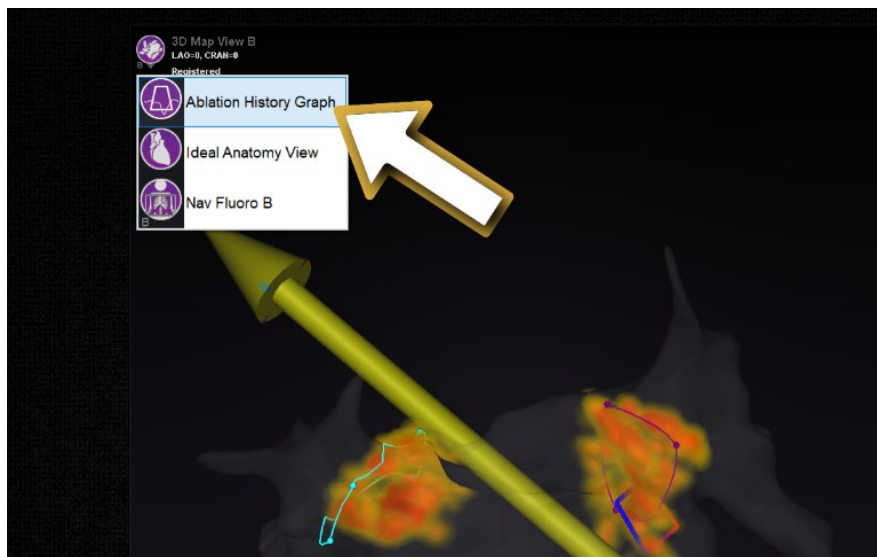 3D Map View B
LAO=0, CRAN=0
B
Registered
Ablation History Graph
Ideal Anatomy View
Nav Fluoro B
B